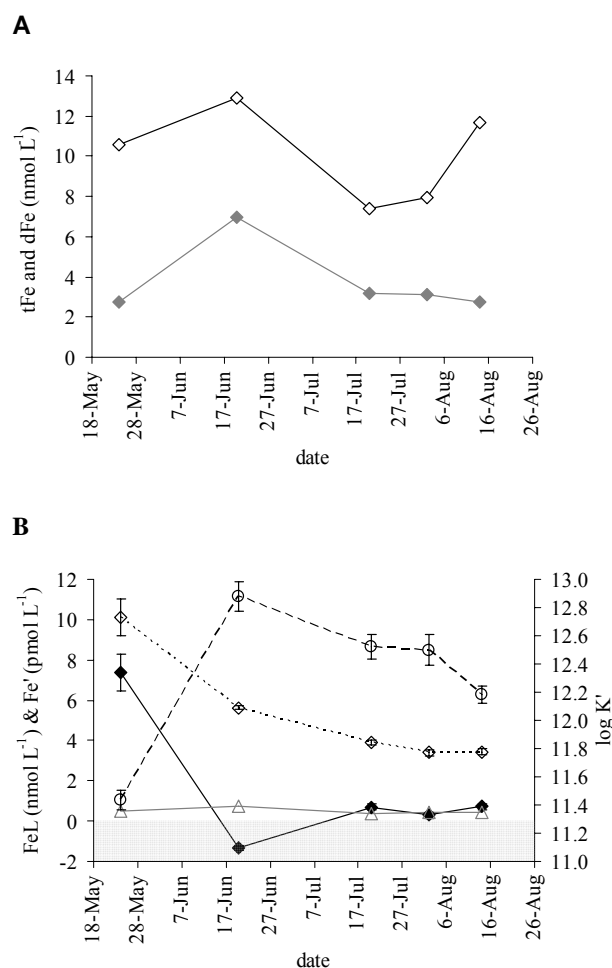 A
14
12
10
8
6
4
2
0
tFe and dFe (nmol L-1)
18-May
28-May
7-Jun
17-Jun
27-Jun
7-Jul
17-Jul
27-Jul
6-Aug
16-Aug
26-Aug
date
B
12
10
8
6
4
2
0
-2
FeL (nmol L-1) & Fe' (pmol L-1)
13.0
12.8
12.6
12.4
12.2
12.0
11.8
11.6
11.4
11.2
11.0
log K'
18-May
28-May
7-Jun
17-Jun
27-Jun
7-Jul
17-Jul
27-Jul
6-Aug
16-Aug
26-Aug
date